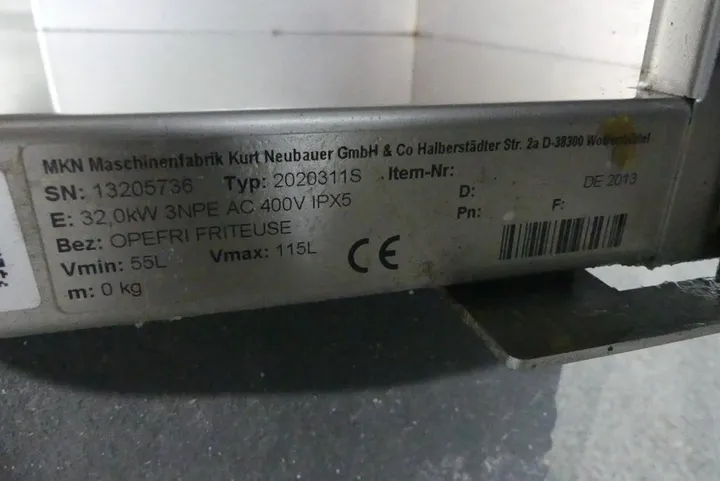 MKN Maschinenfabrik Kurt Neubauer GmbH & Co Halberstädter Str. 2a D-38300 Wolfenbüttel
SN: 13205736 Typ: 2020311S Item-Nr:
E: 32,0kW 3NPE AC 400V IPX5 D: DE 2013
Bez: OPEFRI FRITEUSE Pn: F:
Vmin: 55L Vmax: 115L CE
m: 0 kg